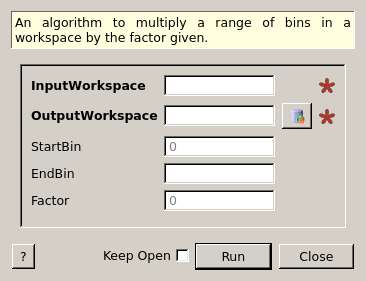 An algorithm to multiply a range of bins in a
workspace by the factor given.
InputWorkspace
OutputWorkspace
StartBin 0
EndBin
Factor 0
? Keep Open Run Close